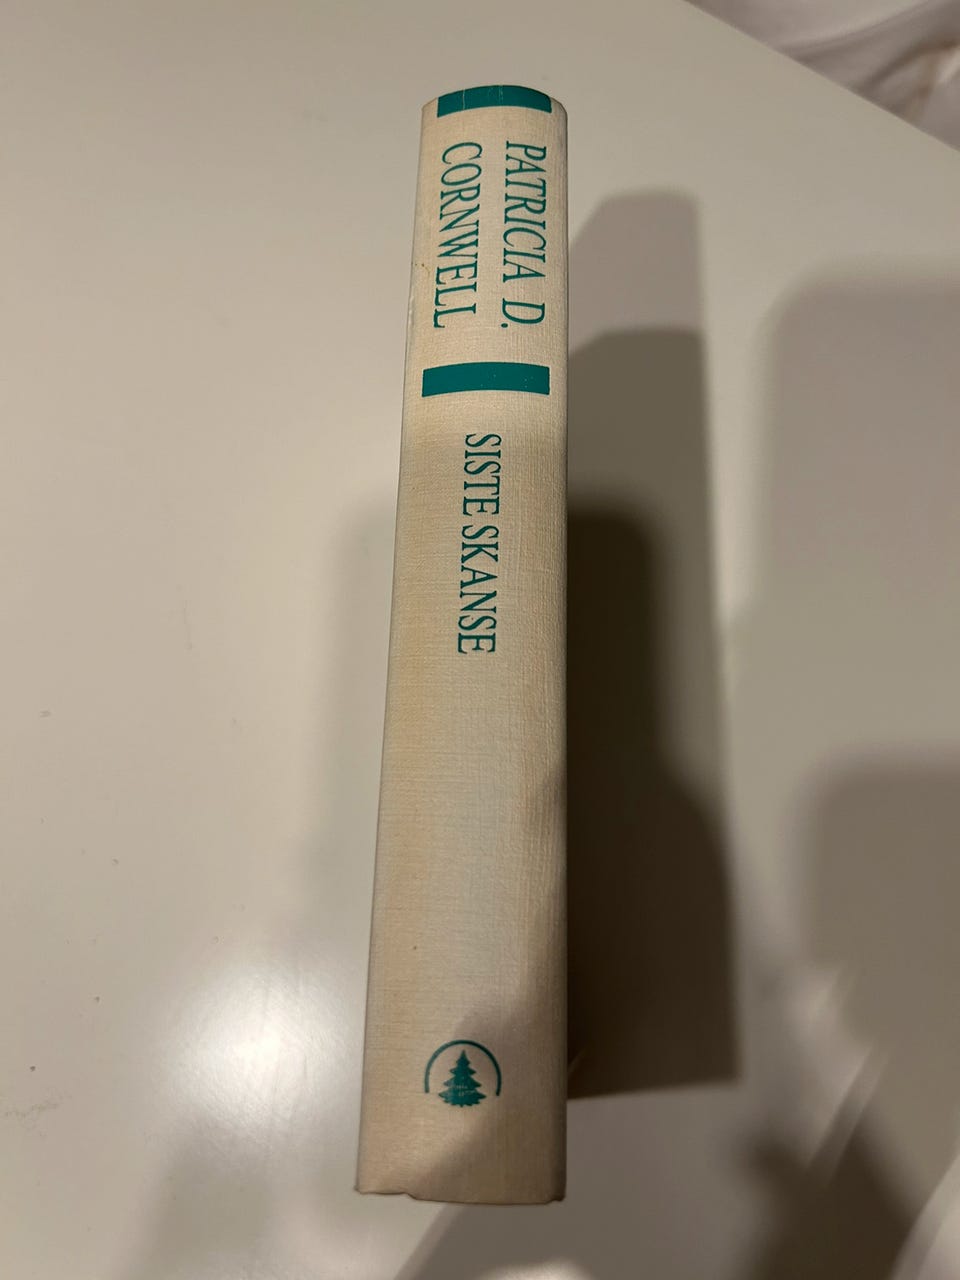 PATRICIA D.
CORNWELL
SISTE SKANSE